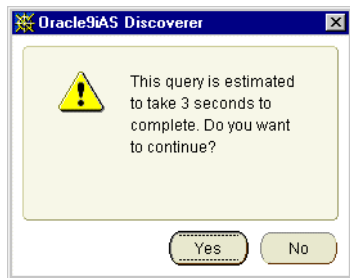 Oracle9iAS Discoverer
This query is estimated
to take 3 seconds to
complete. Do you want
to continue?
Yes No